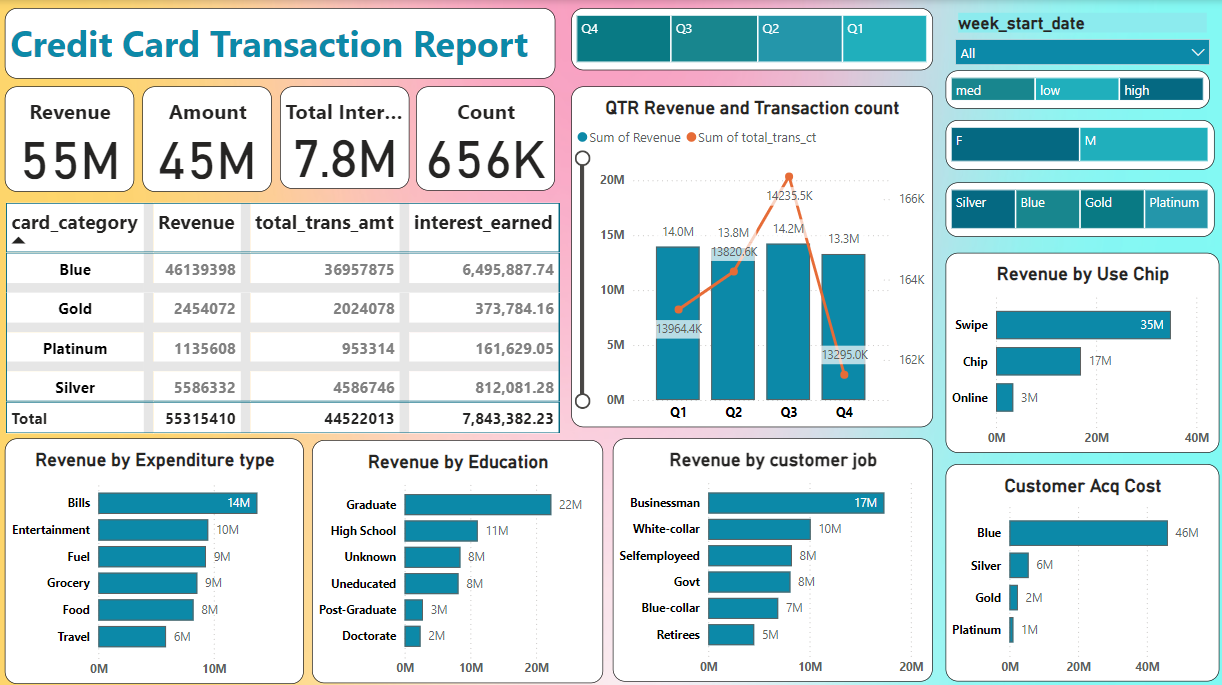 Credit Card Transaction Report
Q4 Q3 Q2 Q1
week_start_date
All
med low high
F M
Silver Blue Gold Platinum
Revenue
55M
Amount
45M
Total Inter...
7.8M
Count
656K
card_category Revenue total_trans_amt interest_earned
Blue 46139398 36957875 6,495,887.74
Gold 2454072 2024078 373,784.16
Platinum 1135608 953314 161,629.05
Silver 5586332 4586746 812,081.28
Total 55315410 44522013 7,843,382.23
QTR Revenue and Transaction count
Sum of Revenue Sum of total_trans_ct
20M
15M
10M
5M
0M
166K
164K
162K
14.0M 13.8M 14.2M 13.3M
13964.4K 13820.6K 14235.5K 13295.0K
Q1 Q2 Q3 Q4
Revenue by Use Chip
Swipe 35M
Chip 17M
Online 3M
0M 20M 40M
Revenue by Expenditure type
Bills 14M
Entertainment 10M
Fuel 9M
Grocery 9M
Food 8M
Travel 6M
0M 10M
Revenue by Education
Graduate 22M
High School 11M
Unknown 8M
Uneducated 8M
Post-Graduate 3M
Doctorate 2M
0M 10M 20M
Revenue by customer job
Businessman 17M
White-collar 10M
Selfemployeed 8M
Govt 8M
Blue-collar 7M
Retirees 5M
0M 10M 20M
Customer Acq Cost
Blue 46M
Silver 6M
Gold 2M
Platinum 1M
0M 20M 40M